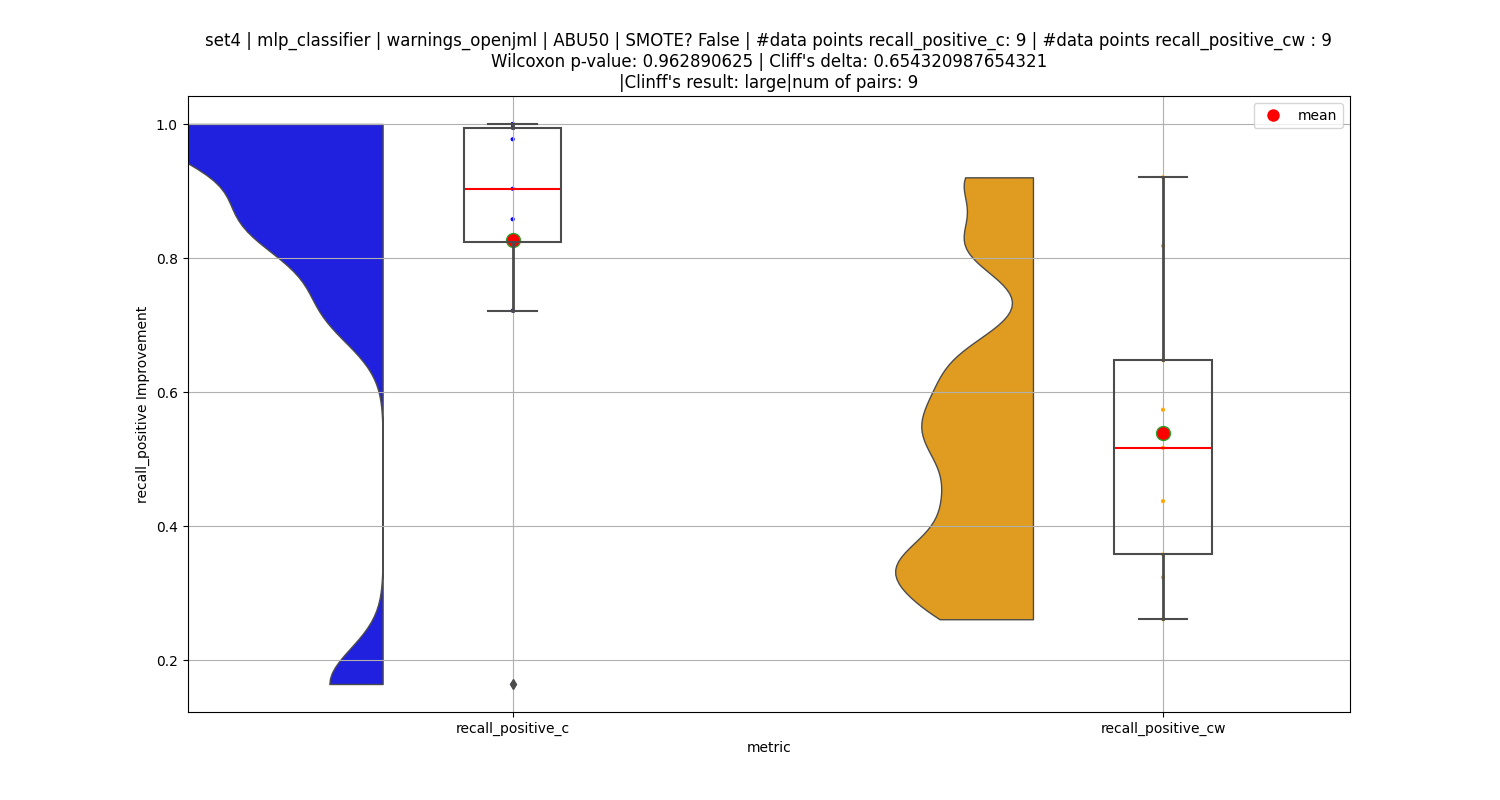 set4 | mlp_classifier | warnings_openjml | ABU50 | SMOTE? False | #data points recall_positive_c: 9 | #data points recall_positive_cw : 9
Wilcoxon p-value: 0.962890625 | Cliff's delta: 0.654320987654321
|Clinff's result: large|num of pairs: 9
mean
1.0
0.8
0.6
0.4
0.2
recall_positive Improvement
recall_positive_c
recall_positive_cw
metric